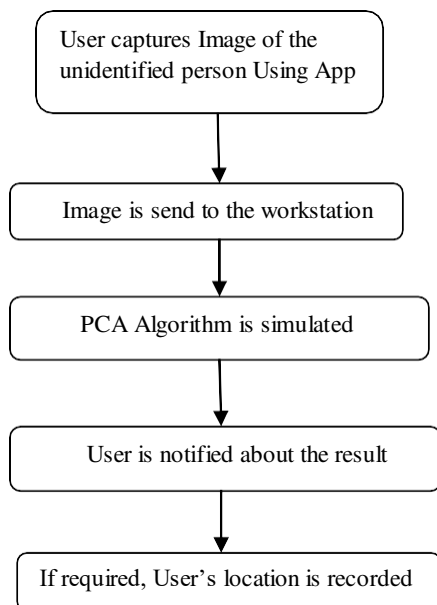 User captures Image of the
unidentified person Using App
Image is send to the workstation
PCA Algorithm is simulated
User is notified about the result
If required, User's location is recorded